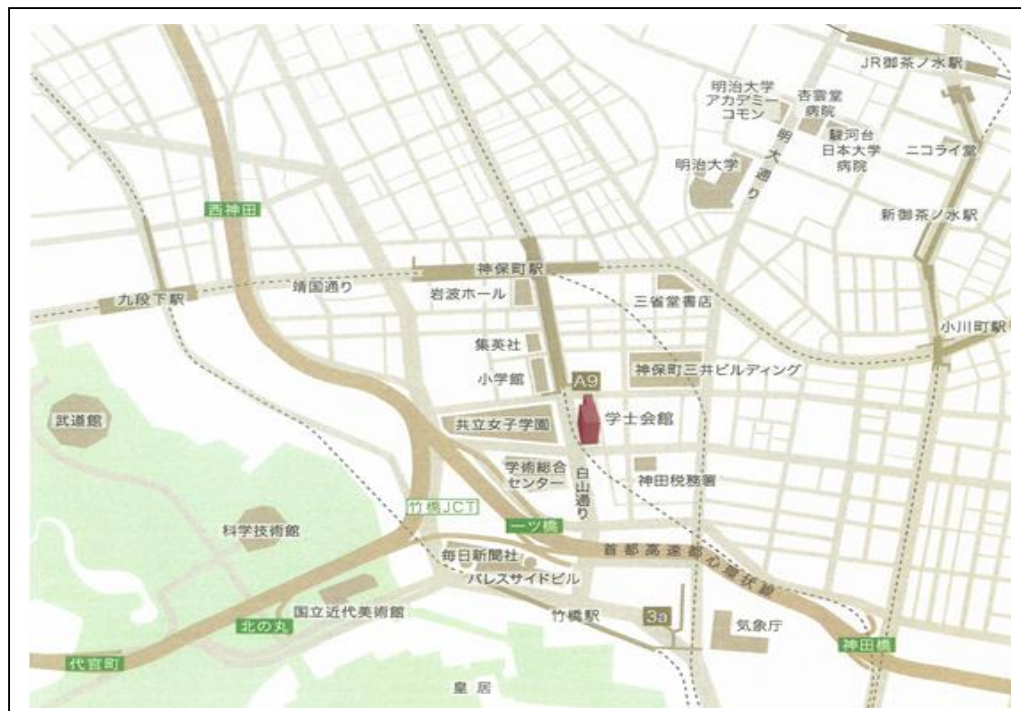 JR御茶ノ水駅
明治大学
アカデミー
コモン
杏雲堂
病院
駿河台
日本大学
病院
ニコライ堂
明治大学
明大通り
西神田
新御茶ノ水駅
神保町駅
靖国通り
岩波ホール
九段下駅
三省堂書店
小川町駅
集英社
小学館
A9
神保町三井ビルディング
武道館
共立女子学園
学士会館
学術総合
センター
白山通り
神田税務署
竹橋JCT
一ツ橋
科学技術館
毎日新聞社
首都高速都心環状線
パレスサイドビル
国立近代美術館
竹橋駅
3a
気象庁
北の丸
神田橋
代官町
皇居